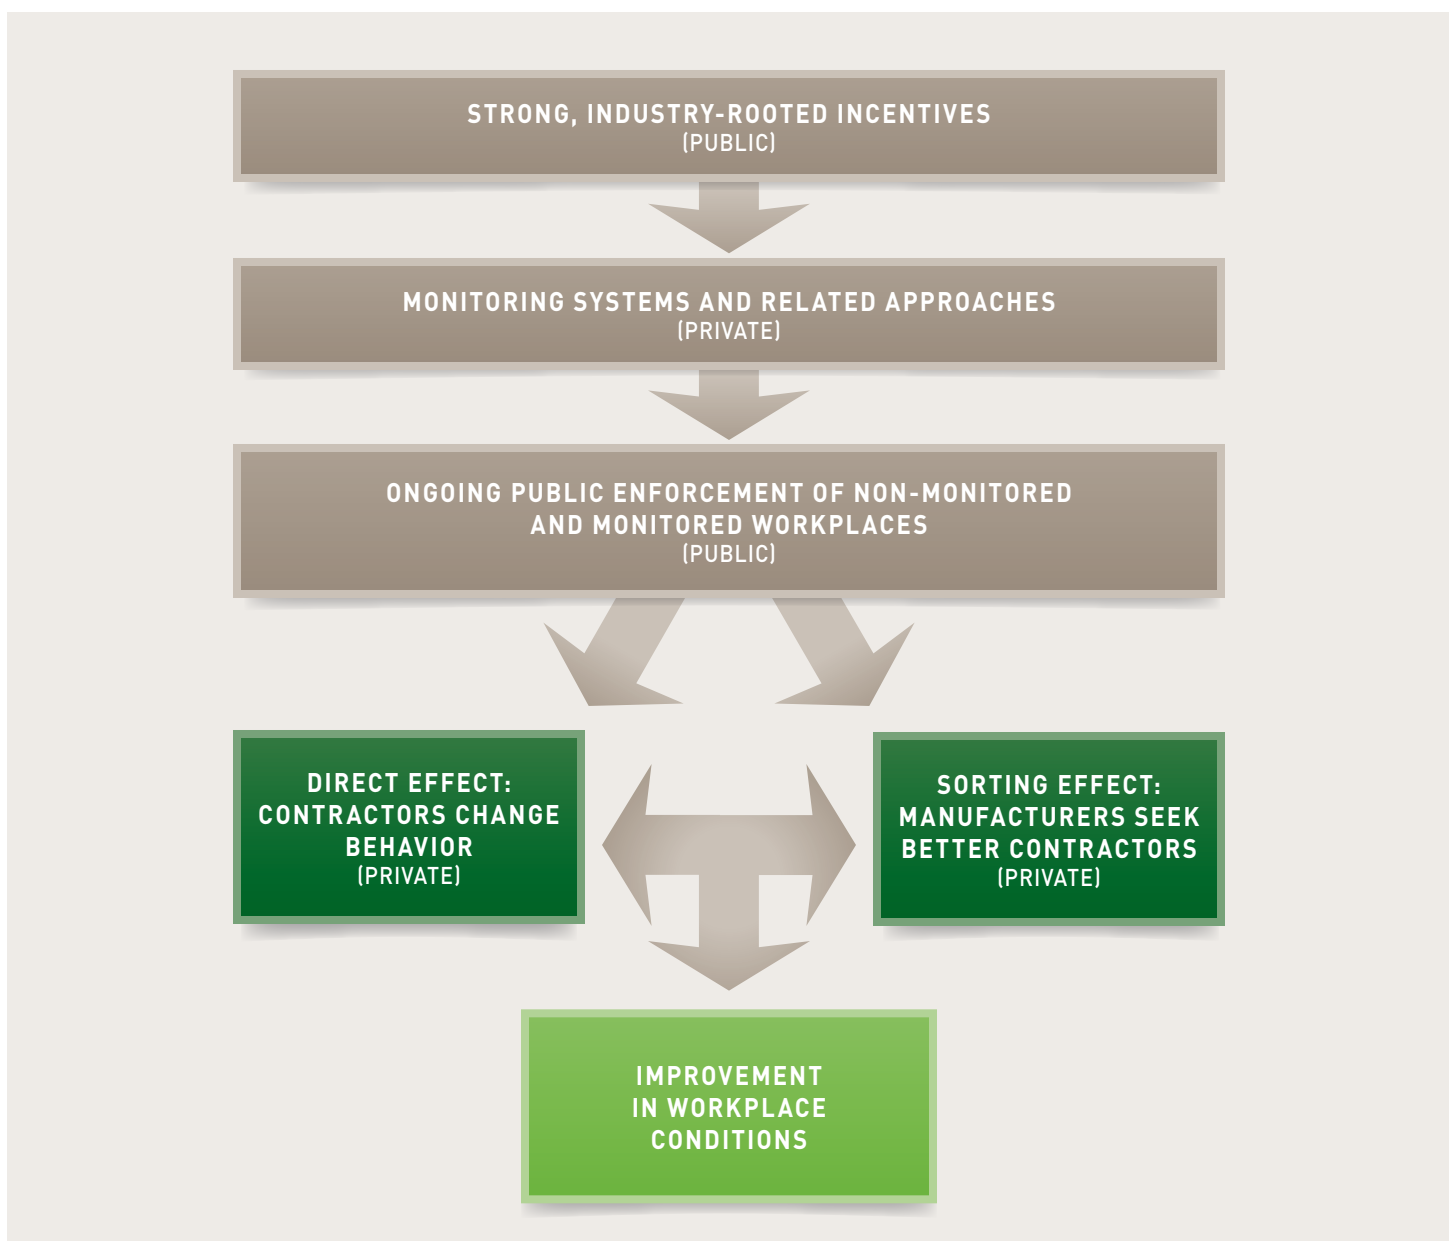 STRONG, INDUSTRY-ROOTED INCENTIVES
(PUBLIC)
MONITORING SYSTEMS AND RELATED APPROACHES
(PRIVATE)
ONGOING PUBLIC ENFORCEMENT OF NON-MONITORED
AND MONITORED WORKPLACES
(PUBLIC)
DIRECT EFFECT:
CONTRACTORS CHANGE
BEHAVIOR
(PRIVATE)
SORTING EFFECT:
MANUFACTURERS SEEK
BETTER CONTRACTORS
(PRIVATE)
IMPROVEMENT
IN WORKPLACE
CONDITIONS